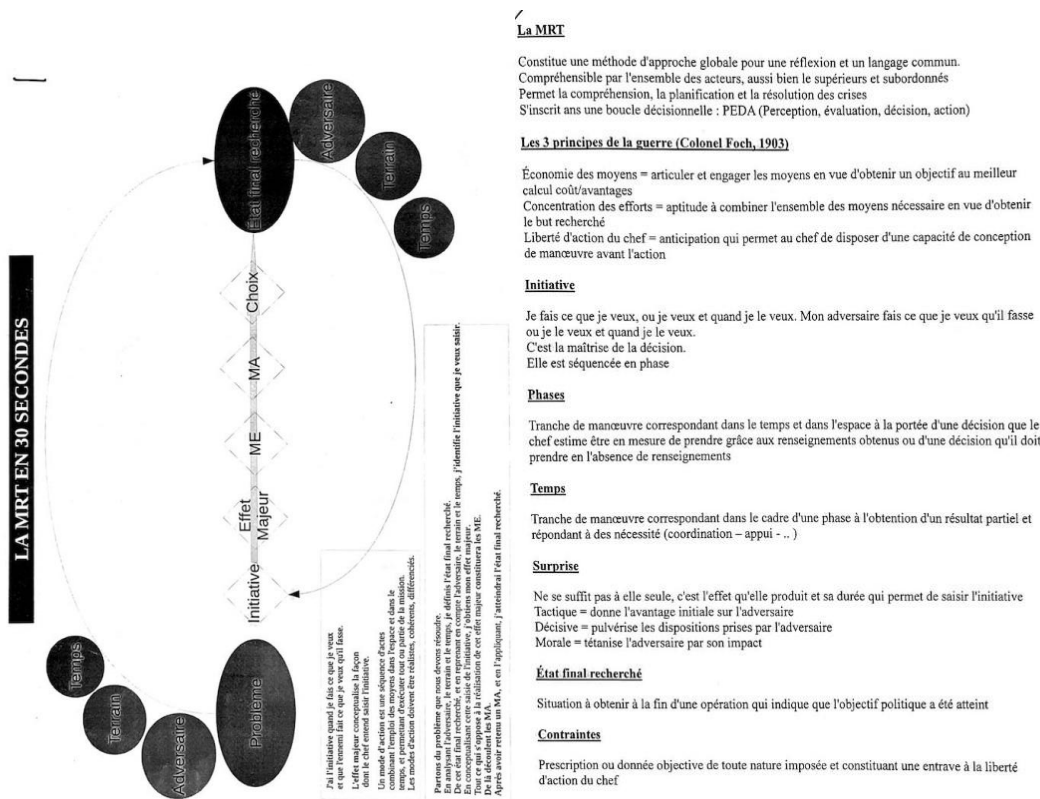 LA MRT EN 30 SECONDES
Temps
Terrain
Adversaire
Problème
Initiative
Effet
Majeur
ME
MA
Choix
État final recherché
Adversaire
Terrain
Temps
J'ai l'initiative quand je fais ce que je veux
et que l'ennemi fait ce que je veux qu'il fasse.
L'effet majeur conceptualise la façon
dont le chef entend saisir l'initiative.
Un mode d'action est une séquence d'actes
combinant l'emploi des moyens dans l'espace et dans le
temps, et permettant d'exécuter tout ou partie de la mission.
Les modes d'action doivent être réalistes, cohérents, différenciés.
Partons du problème que nous devons résoudre.
En analysant l'adversaire, le terrain et le temps, je définis l'état final recherché.
De cet état final recherché, et en reprenant en compte l'adversaire, le terrain et le temps, j'identifie l'initiative que je veux saisir.
En conceptualisant cette saisie de l'initiative, j'obtiens mon effet majeur.
Tout ce qui s'oppose à la réalisation de cet effet majeur constituera les ME.
De là découlent les MA.
Après avoir retenu un MA, et en l'appliquant, j'atteindrai l'état final recherché.
La MRT
Constitue une méthode d'approche globale pour une réflexion et un langage commun.
Compréhensible par l'ensemble des acteurs, aussi bien le supérieurs et subordonnés
Permet la compréhension, la planification et la résolution des crises
S'inscrit ans une boucle décisionnelle : PEDA (Perception, évaluation, décision, action)
Les 3 principes de la guerre (Colonel Foch, 1903)
Économie des moyens = articuler et engager les moyens en vue d'obtenir un objectif au meilleur
calcul coût/avantages
Concentration des efforts = aptitude à combiner l'ensemble des moyens nécessaire en vue d'obtenir
le but recherché
Liberté d'action du chef = anticipation qui permet au chef de disposer d'une capacité de conception
de manœuvre avant l'action
Initiative
Je fais ce que je veux, ou je veux et quand je le veux. Mon adversaire fais ce que je veux qu'il fasse
ou je le veux et quand je le veux.
C'est la maîtrise de la décision.
Elle est séquencée en phase
Phases
Tranche de manœuvre correspondant dans le temps et dans l'espace à la portée d'une décision que le
chef estime être en mesure de prendre grâce aux renseignements obtenus ou d'une décision qu'il doit
prendre en l'absence de renseignements
Temps
Tranche de manœuvre correspondant dans le cadre d'une phase à l'obtention d'un résultat partiel et
répondant à des nécessité (coordination – appui - .. )
Surprise
Ne se suffit pas à elle seule, c'est l'effet qu'elle produit et sa durée qui permet de saisir l'initiative
Tactique = donne l'avantage initiale sur l'adversaire
Décisive = pulvérise les dispositions prises par l'adversaire
Morale = tétanise l'adversaire par son impact
État final recherché
Situation à obtenir à la fin d'une opération qui indique que l'objectif politique a été atteint
Contraintes
Prescription ou donnée objective de toute nature imposée et constituant une entrave à la liberté
d'action du chef